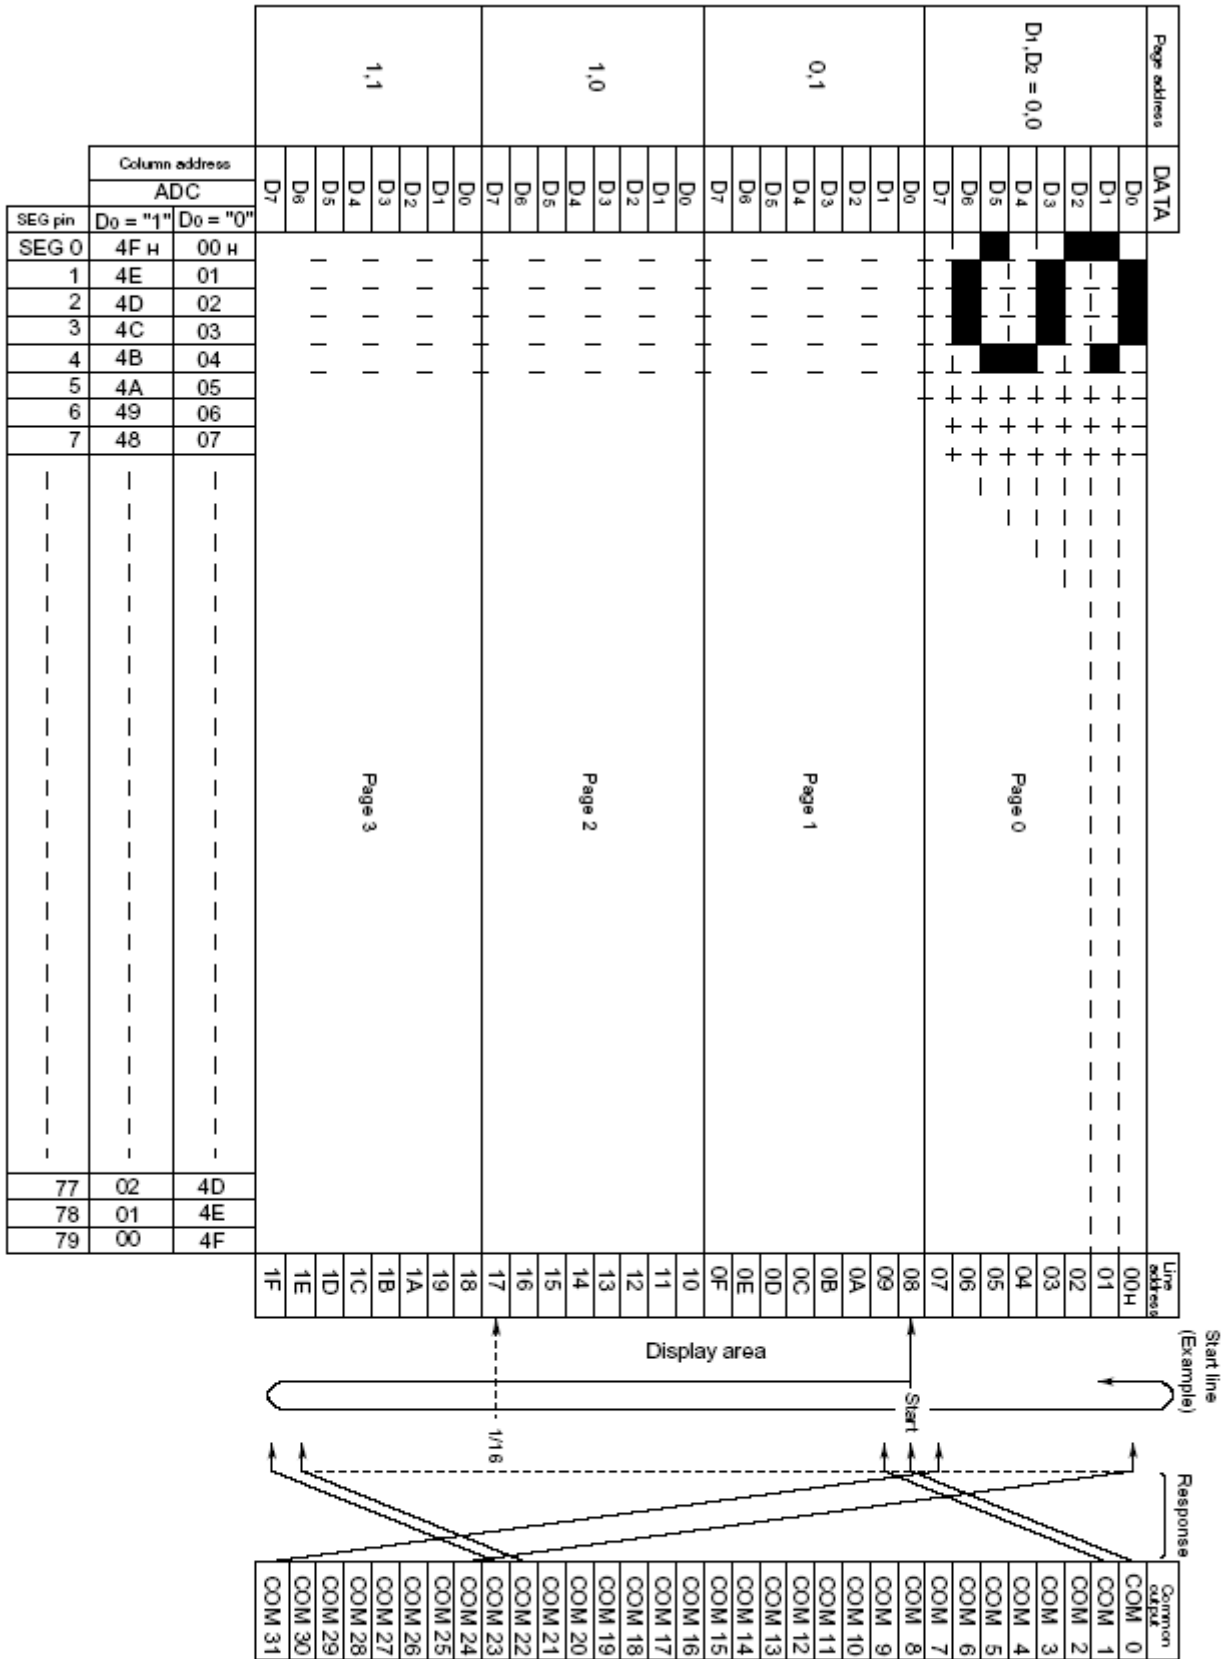 Page address
D1,D2 = 0,0
0,1
1,0
1,1
DATA
D0
D1
D2
D3
D4
D5
D6
D7
D0
D1
D2
D3
D4
D5
D6
D7
D0
D1
D2
D3
D4
D5
D6
D7
D0
D1
D2
D3
D4
D5
D6
D7
Column address
ADC
SEG pin D0 = "1" D0 = "0"
SEG 0 4F H 00 H
1 4E 01
2 4D 02
3 4C 03
4 4B 04
5 4A 05
6 49 06
7 48 07
77 02 4D
78 01 4E
79 00 4F
Page 0
Page 1
Page 2
Page 3
Line address
00H
01
02
03
04
05
06
07
08
09
0A
0B
0C
0D
0E
0F
10
11
12
13
14
15
16
17
18
19
1A
1B
1C
1D
1E
1F
Start line
(Example)
Display area
Start
1/16
Response
Common output
COM 0
COM 1
COM 2
COM 3
COM 4
COM 5
COM 6
COM 7
COM 8
COM 9
COM 10
COM 11
COM 12
COM 13
COM 14
COM 15
COM 16
COM 17
COM 18
COM 19
COM 20
COM 21
COM 22
COM 23
COM 24
COM 25
COM 26
COM 27
COM 28
COM 29
COM 30
COM 31